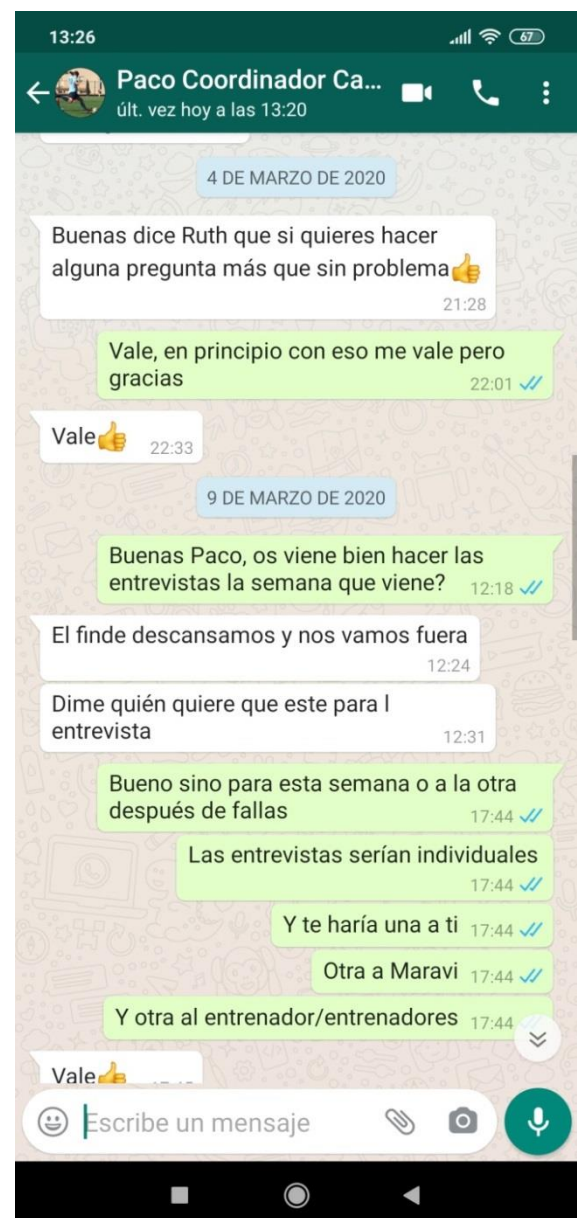 13:26
67
Paco Coordinador Ca...
últ. vez hoy a las 13:20
4 DE MARZO DE 2020
Buenas dice Ruth que si quieres hacer
alguna pregunta más que sin problema👍
21:28
Vale, en principio con eso me vale pero
gracias 22:01
Vale👍 22:33
9 DE MARZO DE 2020
Buenas Paco, os viene bien hacer las
entrevistas la semana que viene? 12:18
El finde descansamos y nos vamos fuera
12:24
Dime quién quiere que este para l
entrevista 12:31
Bueno sino para esta semana o a la otra
después de fallas 17:44
Las entrevistas serían individuales
17:44
Y te haría una a ti 17:44
Otra a Maravi 17:44
Y otra al entrenador/entrenadores 17:44
Vale👍
Escribe un mensaje